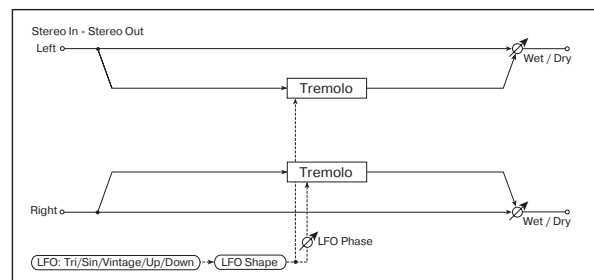 Stereo In - Stereo Out
Left
Wet / Dry
Tremolo
Tremolo
Right
Wet / Dry
LFO Phase
LFO: Tri/Sin/Vintage/Up/Down
LFO Shape